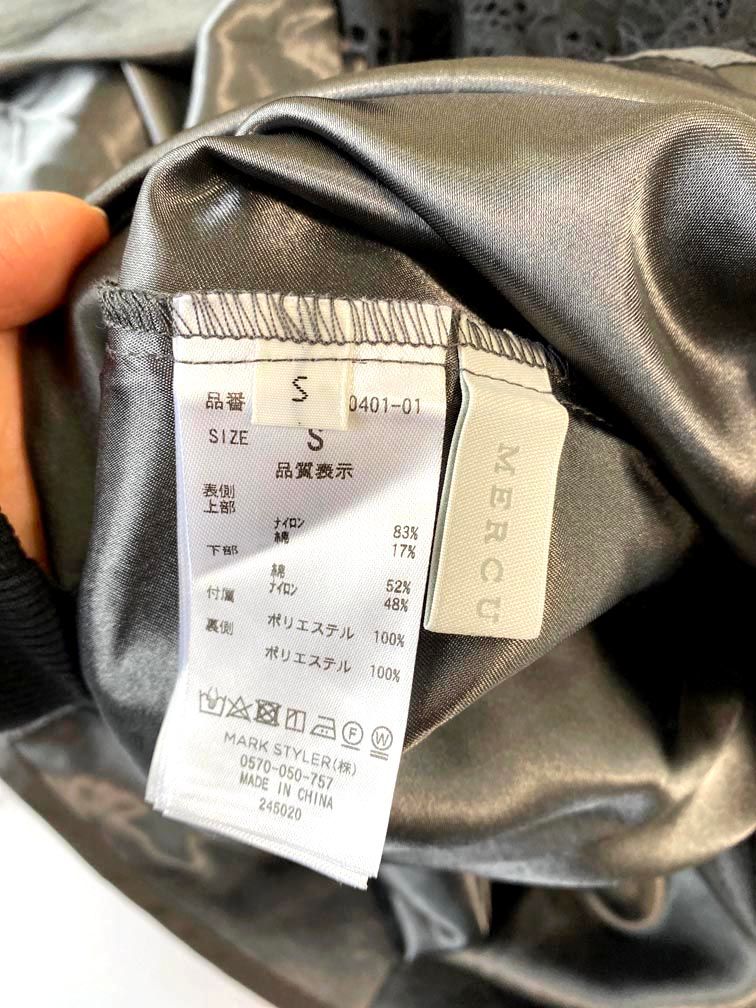 S
品番 0401-01
SIZE S
品質表示
表側
上部
ナイロン 83%
綿 17%
下部
綿 52%
ナイロン 48%
付属
ポリエステル 100%
裏側
ポリエステル 100%
MARK STYLER(株)
0570-050-757
MADE IN CHINA
245020
MERCU